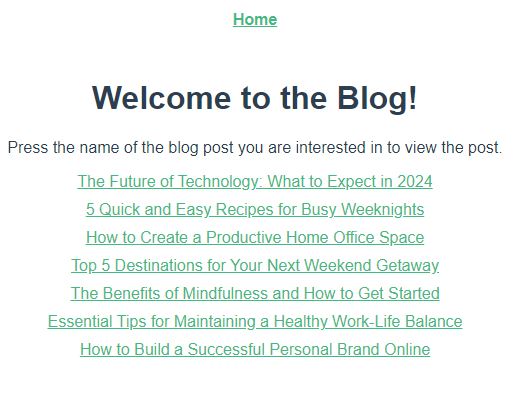 Home
Welcome to the Blog!
Press the name of the blog post you are interested in to view the post.
The Future of Technology: What to Expect in 2024
5 Quick and Easy Recipes for Busy Weeknights
How to Create a Productive Home Office Space
Top 5 Destinations for Your Next Weekend Getaway
The Benefits of Mindfulness and How to Get Started
Essential Tips for Maintaining a Healthy Work-Life Balance
How to Build a Successful Personal Brand Online